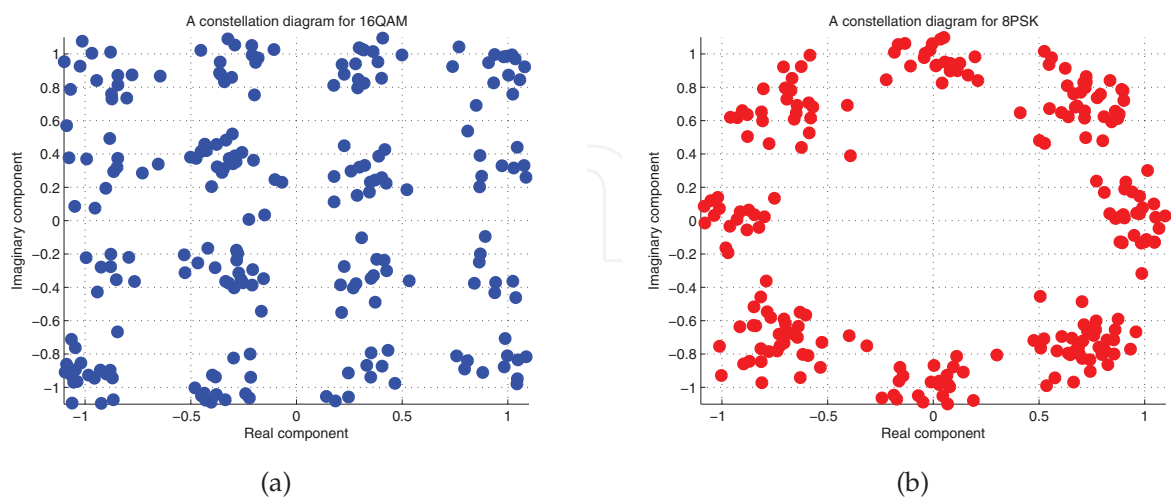 A constellation diagram for 16QAM
1
0.8
0.6
0.4
0.2
0
−0.2
−0.4
−0.6
−0.8
−1
Imaginary component
−1 −0.5 0 0.5 1
Real component
(a)
A constellation diagram for 8PSK
1
0.8
0.6
0.4
0.2
0
−0.2
−0.4
−0.6
−0.8
−1
Imaginary component
−1 −0.5 0 0.5 1
Real component
(b)